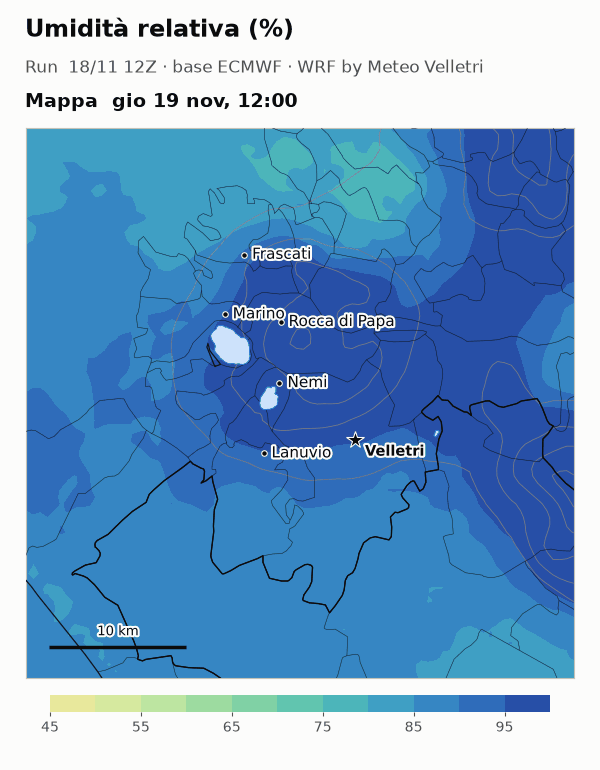 Umidità relativa (%)
Run 18/11 12Z · base ECMWF · WRF by Meteo Velletri
Mappa gio 19 nov, 12:00
Frascati
Marino
Rocca di Papa
Nemi
Lanuvio
Velletri
10 km
45 55 65 75 85 95